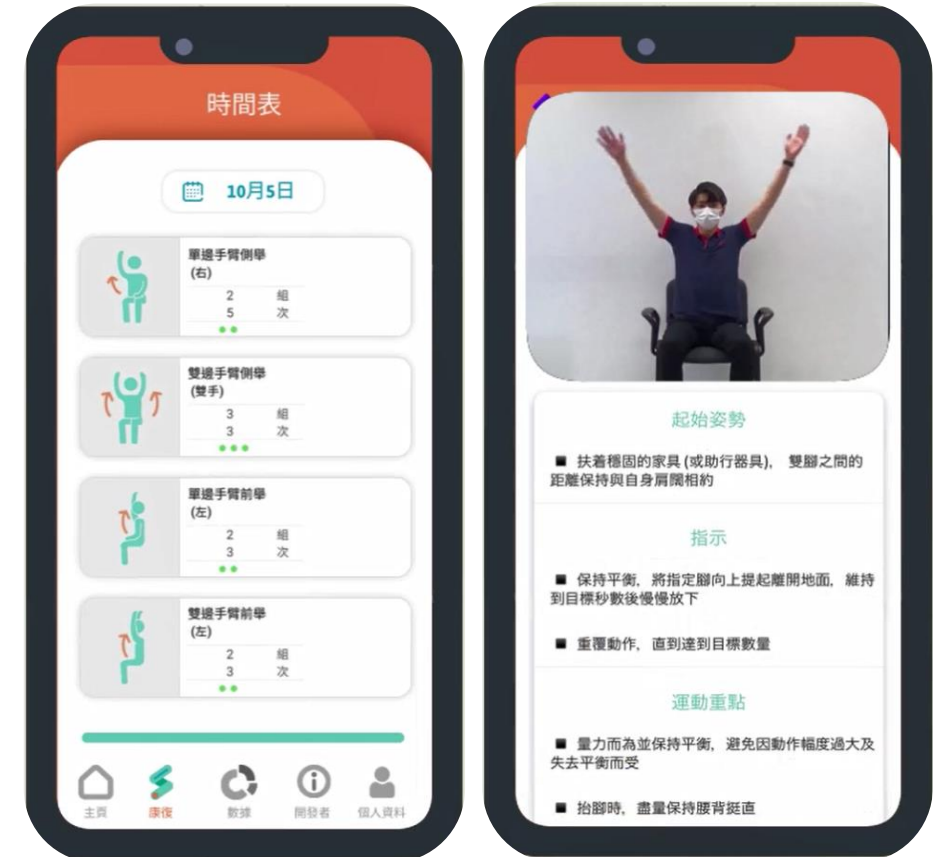 時間表
10月5日
單邊手臂側舉
(右)
2 組
5 次
雙邊手臂側舉
(雙手)
3 組
3 次
單邊手臂前舉
(左)
2 組
3 次
雙邊手臂前舉
(左)
2 組
3 次
主頁 康復 數據 開發者 個人資料
起始姿勢
■ 扶着穩固的家具 (或助行器具), 雙腳之間的
距離保持與自身肩闊相約
指示
■ 保持平衡, 將指定腳向上提起離開地面, 維持
到目標秒數後慢慢放下
■ 重覆動作, 直到達到目標數量
運動重點
■ 量力而為並保持平衡, 避免因動作幅度過大及
失去平衡而受
■ 抬腳時, 盡量保持腰背挺直